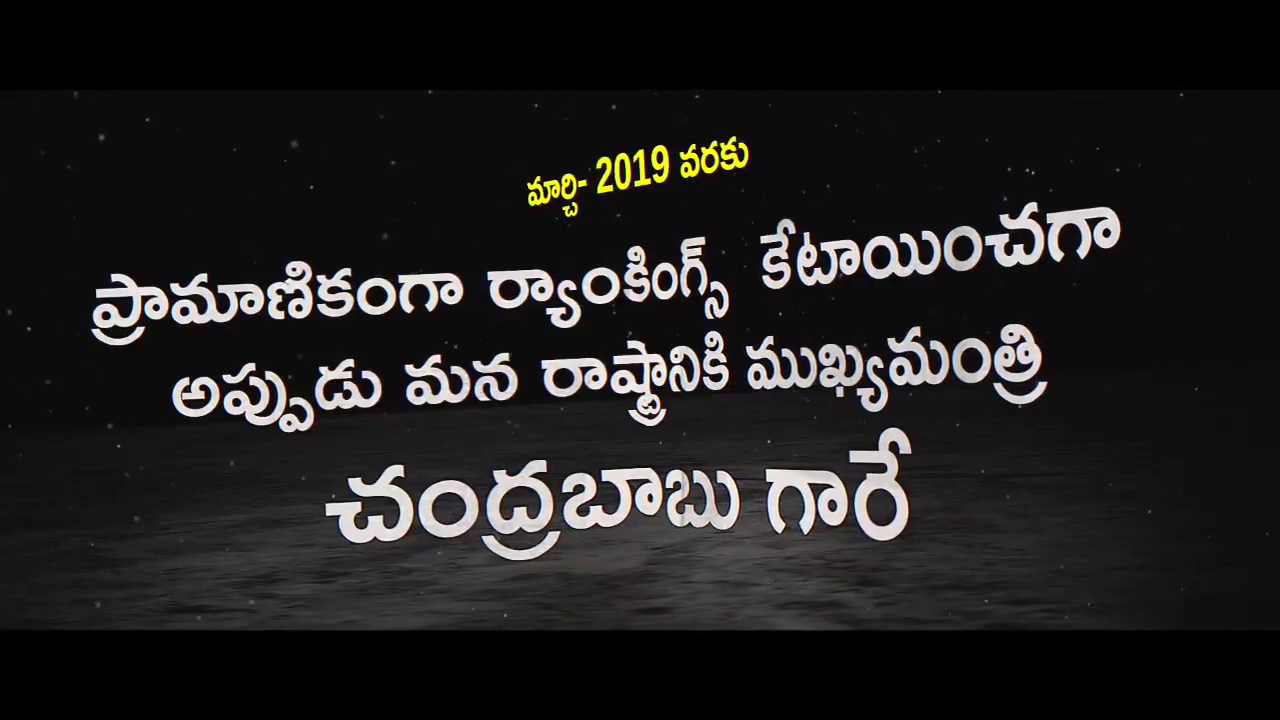 మార్చి- 2019 వరకు
ప్రామాణికంగా ర్యాంకింగ్స్ కేటాయించగా
అప్పుడు మన రాష్ట్రానికి ముఖ్యమంత్రి
చంద్రబాబు గారే